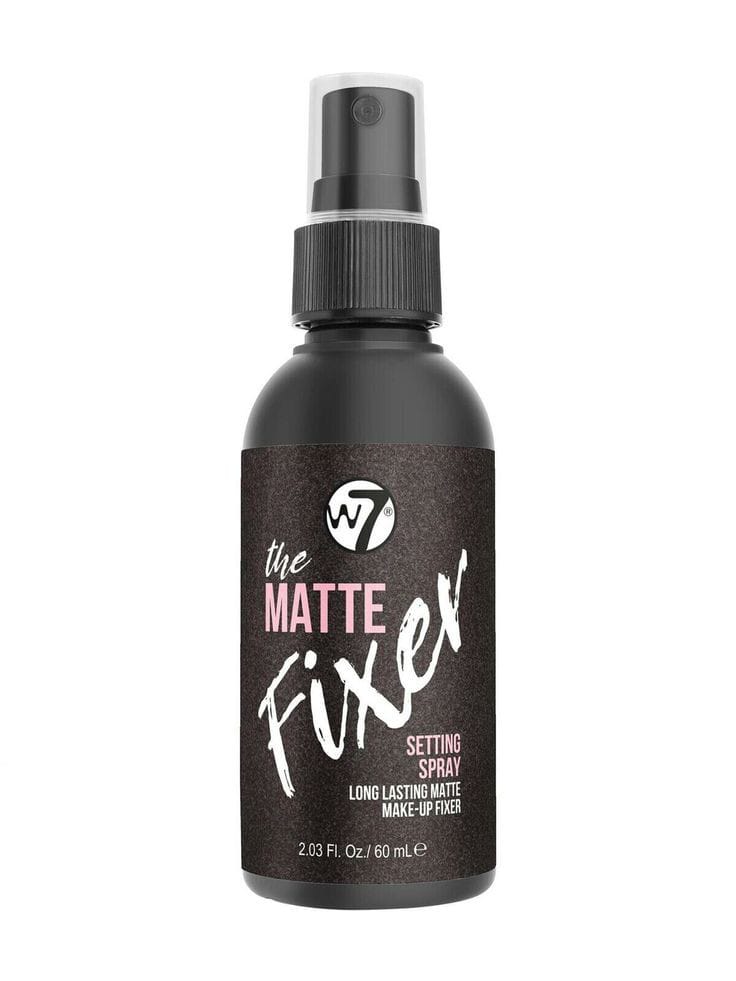 W7®
the
MATTE
Fixer
SETTING
SPRAY
LONG LASTING MATTE
MAKE-UP FIXER
2.03 Fl. Oz./ 60 mL℮